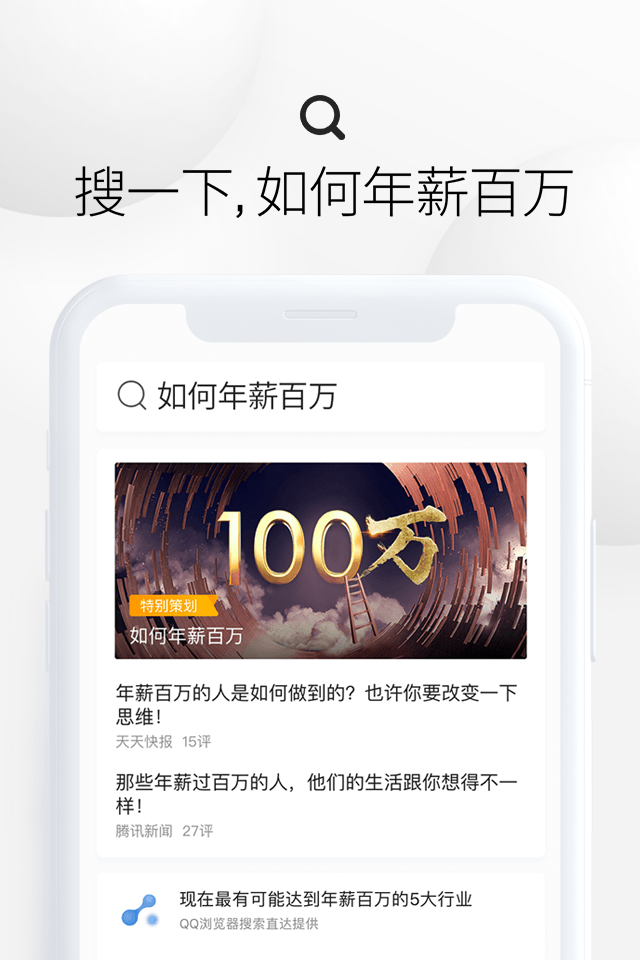 搜一下, 如何年薪百万
如何年薪百万
100万
特别策划
如何年薪百万
年薪百万的人是如何做到的？也许你要改变一下
思维！
天天快报 15评
那些年薪过百万的人，他们的生活跟你想得不一
样！
腾讯新闻 27评
现在最有可能达到年薪百万的5大行业
QQ浏览器搜索直达提供